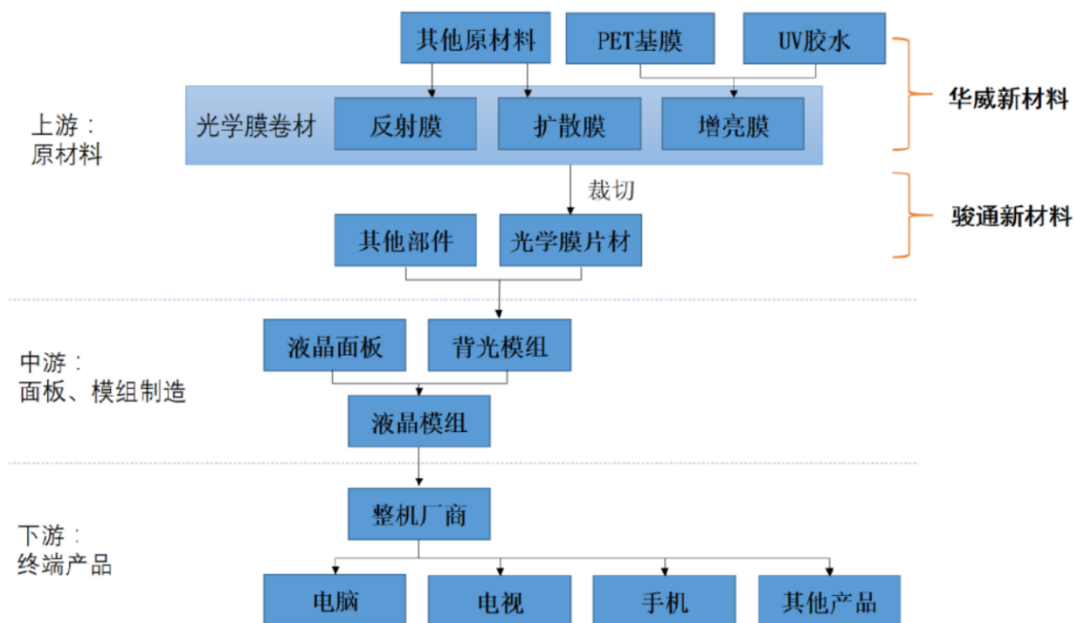 其他原材料
PET基膜
UV胶水
华威新材料
上游：
原材料
光学膜卷材
反射膜
扩散膜
增亮膜
裁切
骏通新材料
其他部件
光学膜片材
中游：
面板、模组制造
液晶面板
背光模组
液晶模组
下游：
终端产品
整机厂商
电脑
电视
手机
其他产品